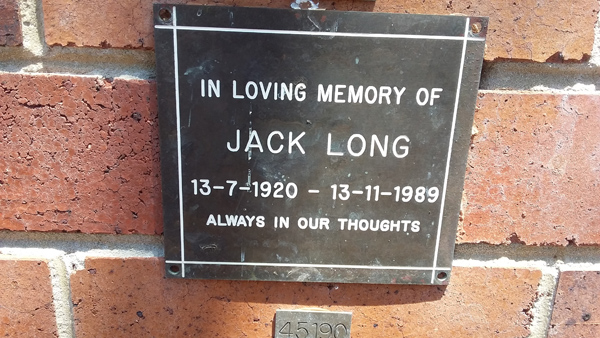 IN LOVING MEMORY OF
JACK LONG
13-7-1920 - 13-11-1989
ALWAYS IN OUR THOUGHTS
45190